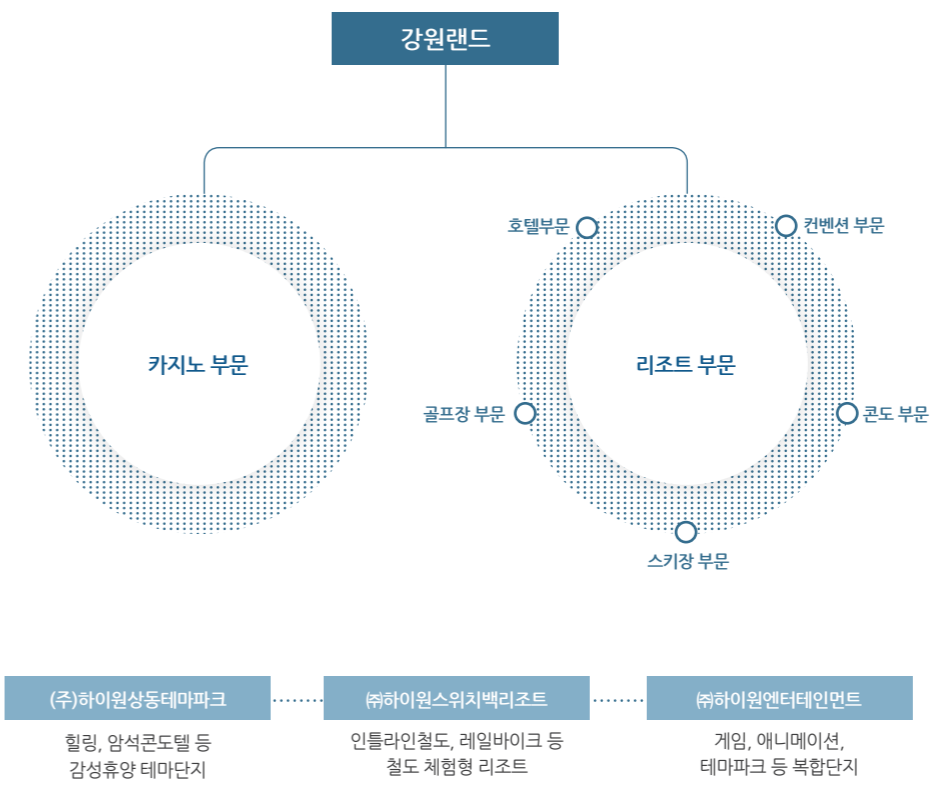 강원랜드
호텔부문
컨벤션 부문
카지노 부문
리조트 부문
골프장 부문
콘도 부문
스키장 부문
(주)하이원상동테마파크
힐링, 암석콘도텔 등
감성휴양 테마단지
㈜하이원스위치백리조트
인틀라인철도, 레일바이크 등
철도 체험형 리조트
㈜하이원엔터테인먼트
게임, 애니메이션,
테마파크 등 복합단지